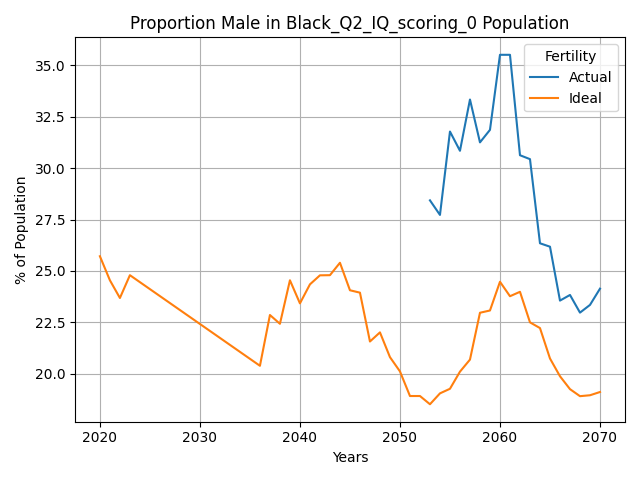 Proportion Male in Black_Q2_IQ_scoring_0 Population
Fertility
Actual
Ideal
% of Population
35.0
32.5
30.0
27.5
25.0
22.5
20.0
2020
2030
2040
2050
2060
2070
Years